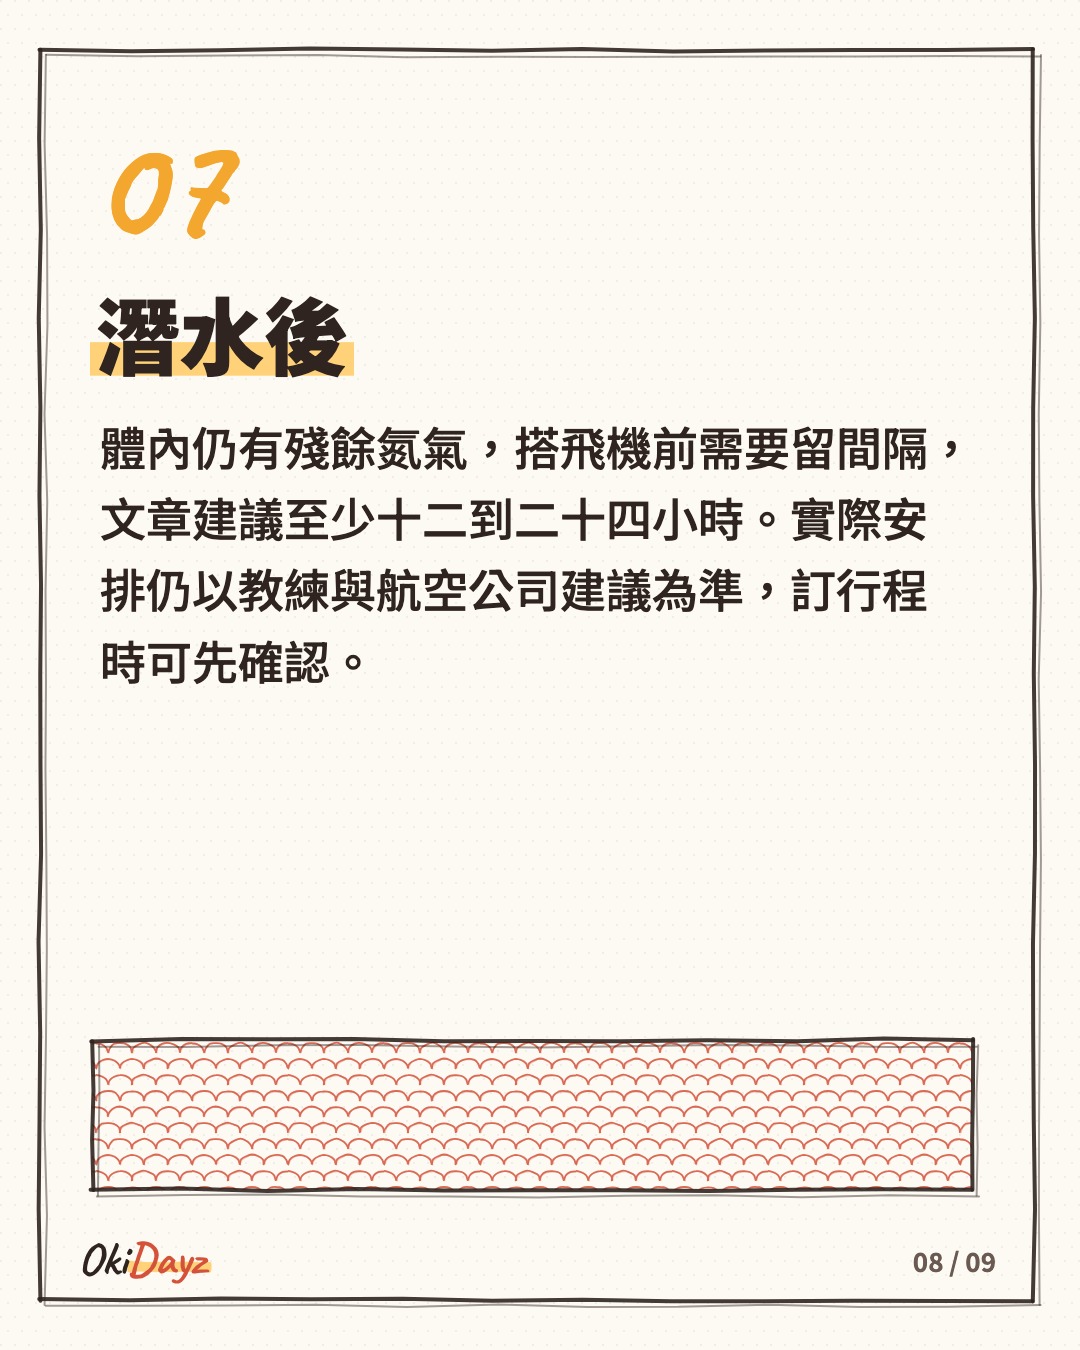 07
潛水後
體內仍有殘餘氮氣，搭飛機前需要留間隔，
文章建議至少十二到二十四小時。實際安
排仍以教練與航空公司建議為準，訂行程
時可先確認。
OkiDayz
08 / 09